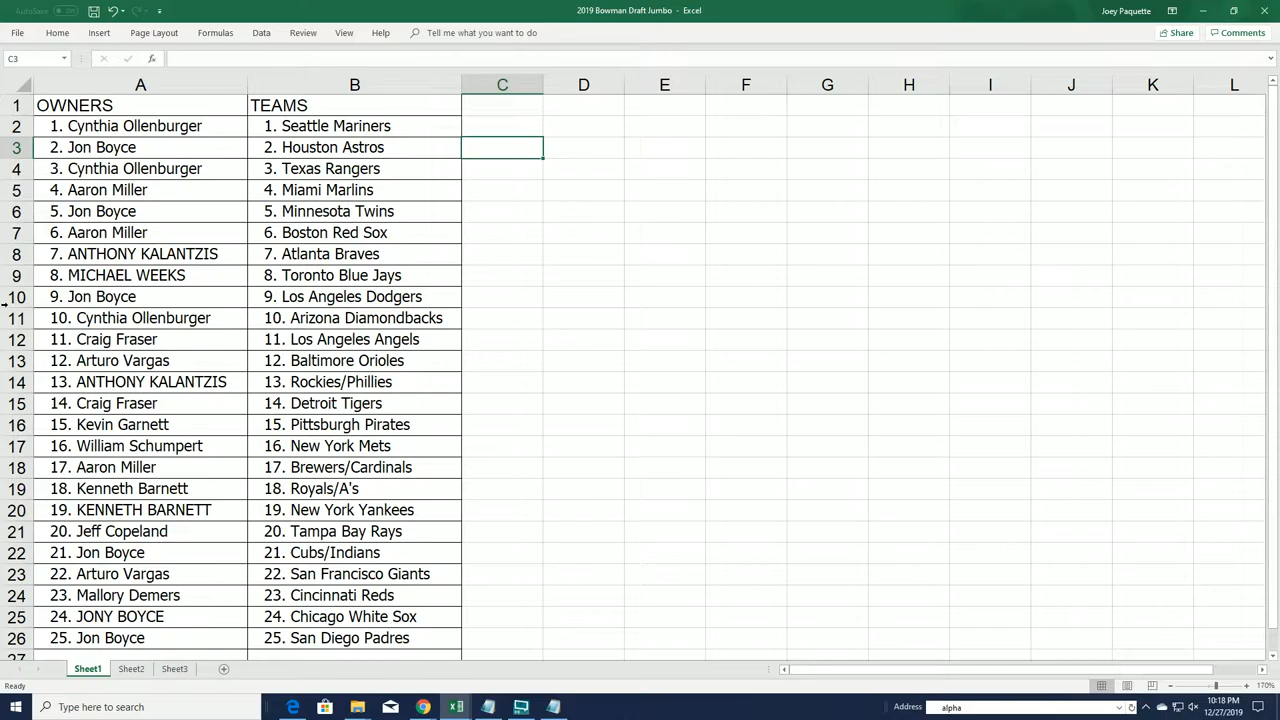 AutoSave Off 2019 Bowman Draft Jumbo - Excel Joey Paquette
File Home Insert Page Layout Formulas Data Review View Help Tell me what you want to do Share Comments
C3 fx
A B C D E F G H I J K L
1 OWNERS TEAMS
2 1. Cynthia Ollenburger 1. Seattle Mariners
3 2. Jon Boyce 2. Houston Astros
4 3. Cynthia Ollenburger 3. Texas Rangers
5 4. Aaron Miller 4. Miami Marlins
6 5. Jon Boyce 5. Minnesota Twins
7 6. Aaron Miller 6. Boston Red Sox
8 7. ANTHONY KALANTZIS 7. Atlanta Braves
9 8. MICHAEL WEEKS 8. Toronto Blue Jays
10 9. Jon Boyce 9. Los Angeles Dodgers
11 10. Cynthia Ollenburger 10. Arizona Diamondbacks
12 11. Craig Fraser 11. Los Angeles Angels
13 12. Arturo Vargas 12. Baltimore Orioles
14 13. ANTHONY KALANTZIS 13. Rockies/Phillies
15 14. Craig Fraser 14. Detroit Tigers
16 15. Kevin Garnett 15. Pittsburgh Pirates
17 16. William Schumpert 16. New York Mets
18 17. Aaron Miller 17. Brewers/Cardinals
19 18. Kenneth Barnett 18. Royals/A's
20 19. KENNETH BARNETT 19. New York Yankees
21 20. Jeff Copeland 20. Tampa Bay Rays
22 21. Jon Boyce 21. Cubs/Indians
23 22. Arturo Vargas 22. San Francisco Giants
24 23. Mallory Demers 23. Cincinnati Reds
25 24. JONY BOYCE 24. Chicago White Sox
26 25. Jon Boyce 25. San Diego Padres
27
Sheet1 Sheet2 Sheet3
Ready 170%
Type here to search Address alpha 10:18 PM
12/27/2019